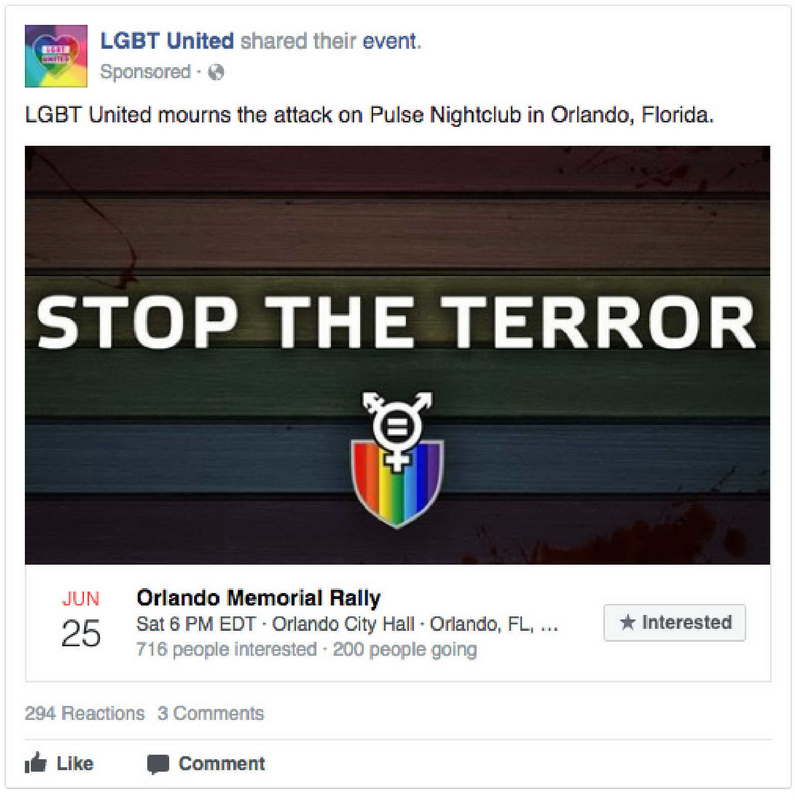 LGBT United shared their event.
Sponsored ·
LGBT United mourns the attack on Pulse Nightclub in Orlando, Florida.
STOP THE TERROR
=
JUN
25
Orlando Memorial Rally
Sat 6 PM EDT · Orlando City Hall · Orlando, FL, ...
716 people interested · 200 people going
★ Interested
294 Reactions 3 Comments
Like Comment